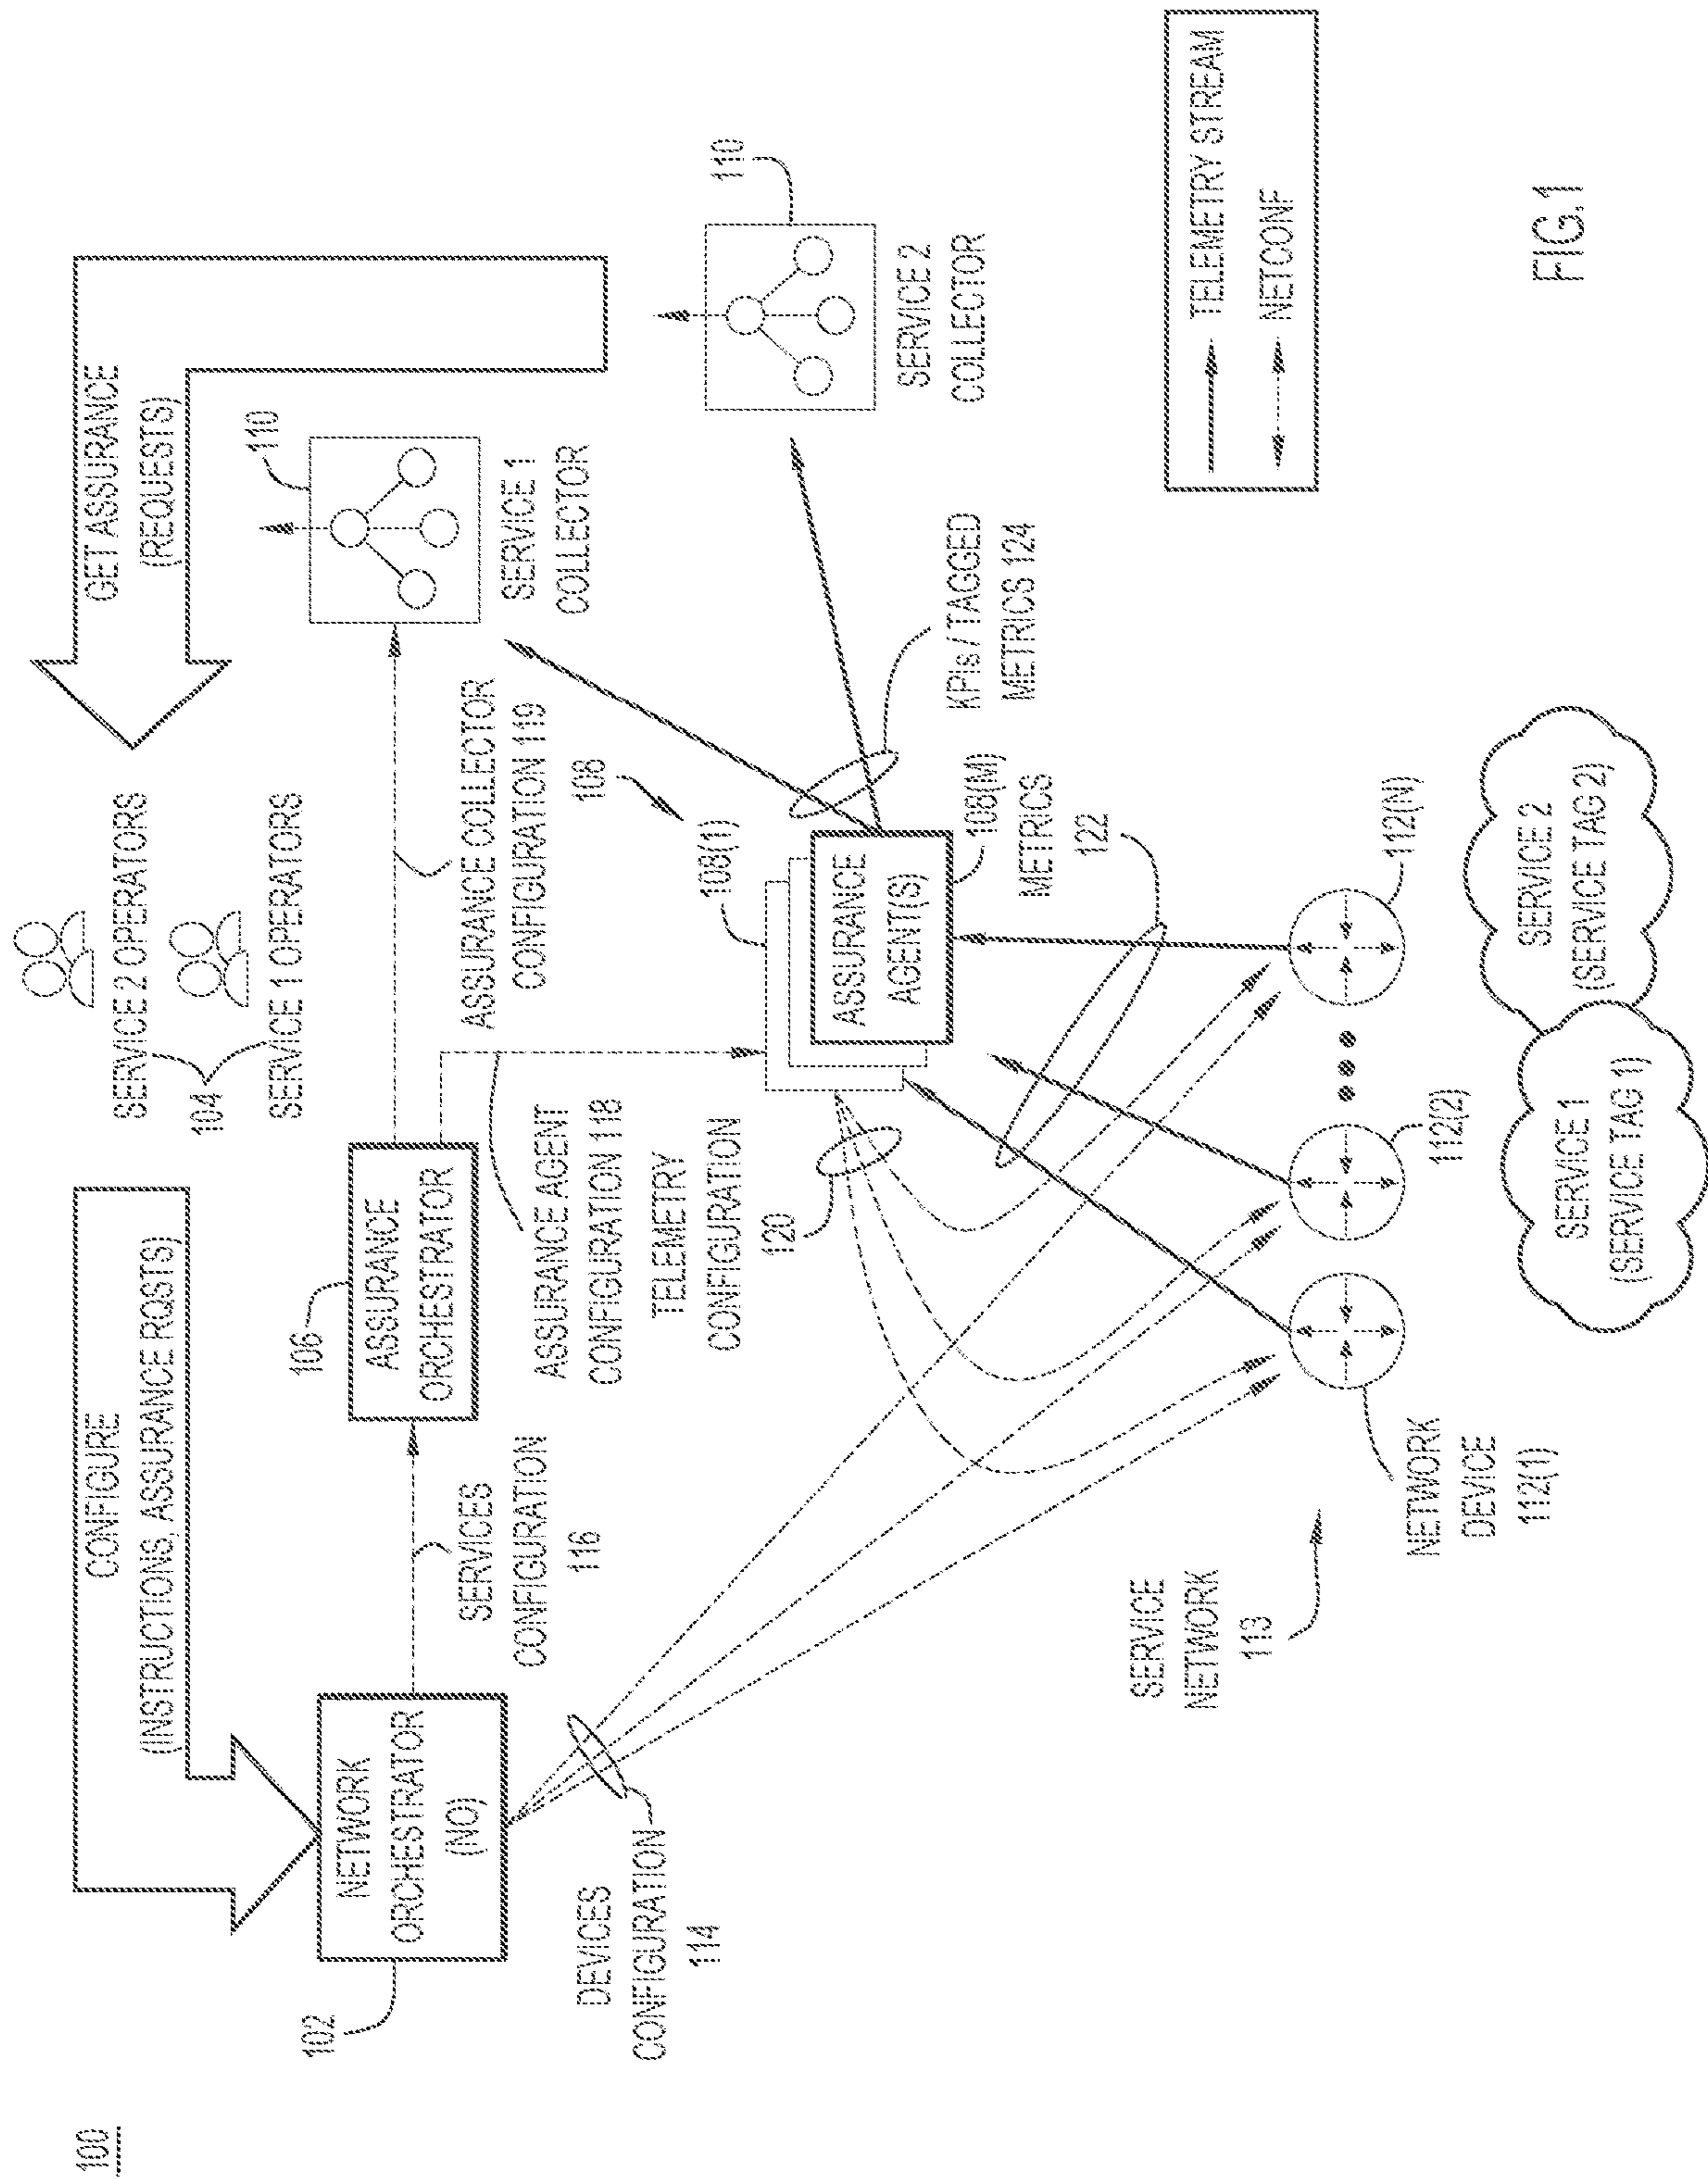 100
CONFIGURE
(INSTRUCTIONS, ASSURANCE RQSTS)
SERVICE 2 OPERATORS
104
SERVICE 1 OPERATORS
GET ASSURANCE
(REQUESTS)
102
NETWORK
ORCHESTRATOR
(NO)
SERVICES
CONFIGURATION
116
106
ASSURANCE
ORCHESTRATOR
ASSURANCE COLLECTOR
CONFIGURATION 119
110
SERVICE 1
COLLECTOR
110
SERVICE 2
COLLECTOR
ASSURANCE AGENT
CONFIGURATION 118
TELEMETRY
CONFIGURATION
120
108
108(1)
ASSURANCE
AGENT(S)
108(M)
METRICS
122
KPIs / TAGGED
METRICS 124
DEVICES
CONFIGURATION
114
SERVICE
NETWORK
113
NETWORK
DEVICE
112(1)
112(2)
112(N)
SERVICE 1
(SERVICE TAG 1)
SERVICE 2
(SERVICE TAG 2)
TELEMETRY STREAM
NETCONF
FIG.1